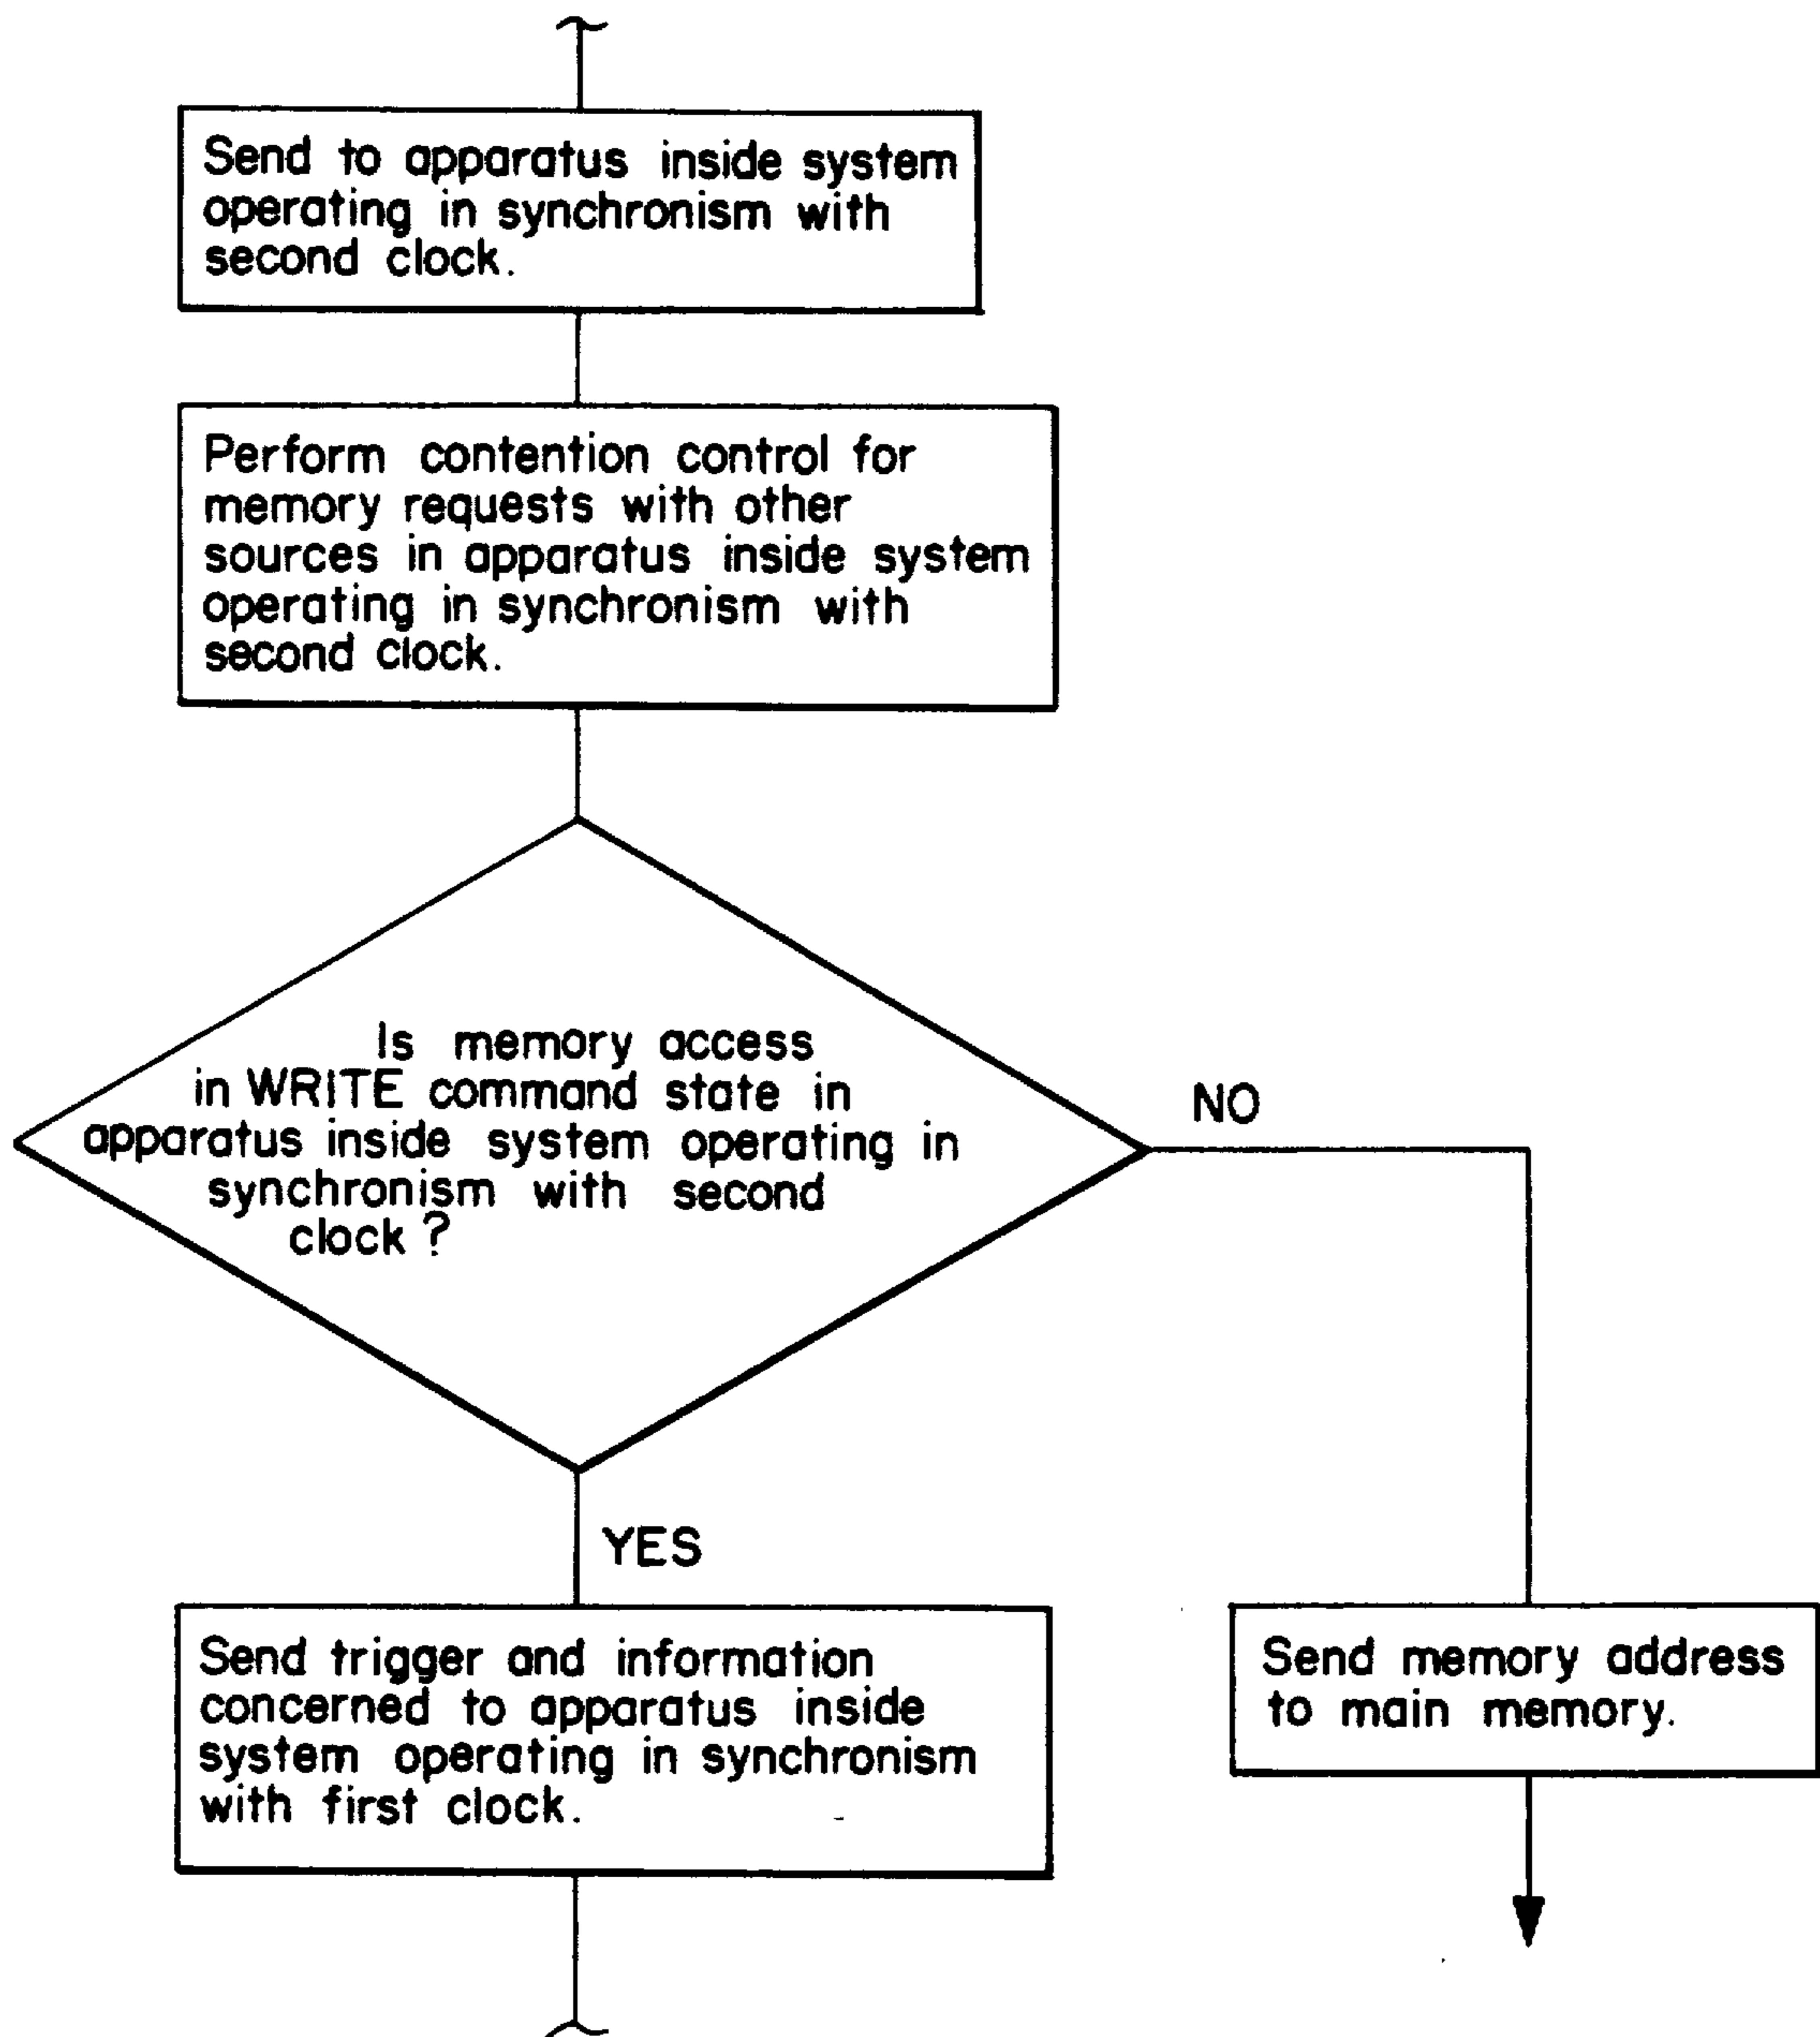 Send to apparatus inside system
operating in synchronism with
second clock.
Perform contention control for
memory requests with other
sources in apparatus inside system
operating in synchronism with
second clock.
Is memory access
in WRITE command state in
apparatus inside system operating in
synchronism with second
clock ?
NO
YES
Send trigger and information
concerned to apparatus inside
system operating in synchronism
with first clock.
Send memory address
to main memory.